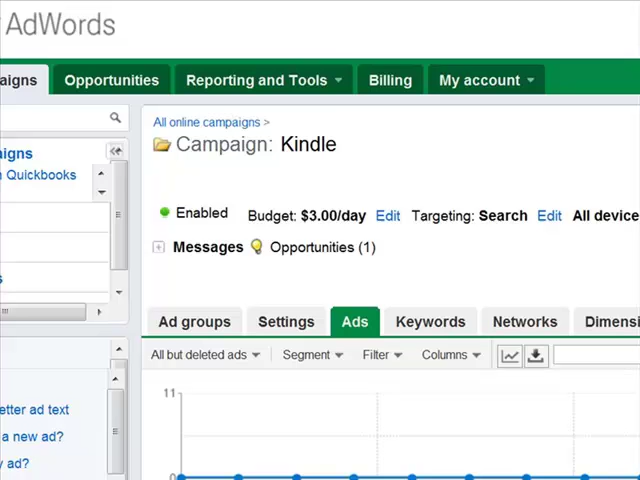 AdWords
aigns Opportunities Reporting and Tools Billing My account
All online campaigns >
Campaign: Kindle
igns
n Quickbooks
Enabled Budget: $3.00/day Edit Targeting: Search Edit All device
Messages Opportunities (1)
s
Ad groups Settings Ads Keywords Networks Dimensi
All but deleted ads Segment Filter Columns
11
0
etter ad text
a new ad?
y ad?